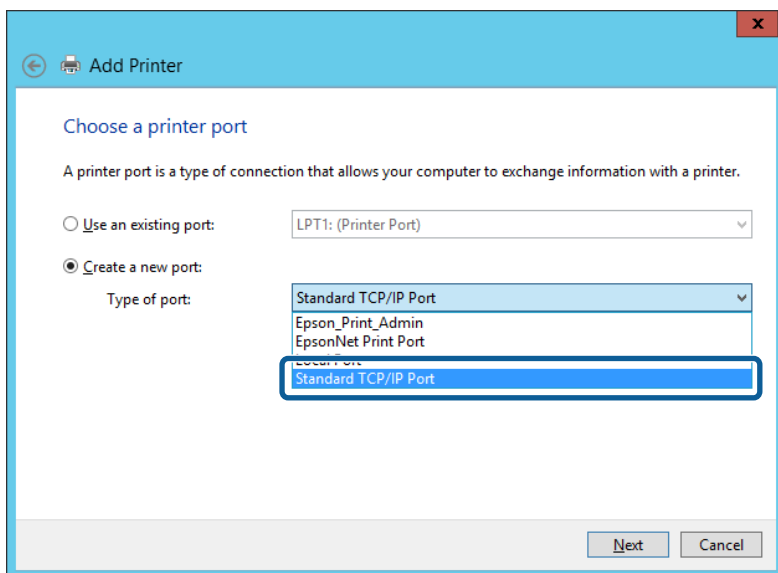 x
Add Printer
Choose a printer port
A printer port is a type of connection that allows your computer to exchange information with a printer.
Use an existing port: LPT1: (Printer Port)
Create a new port:
Type of port: Standard TCP/IP Port
Epson_Print_Admin
EpsonNet Print Port
Local Port
Standard TCP/IP Port
Next Cancel